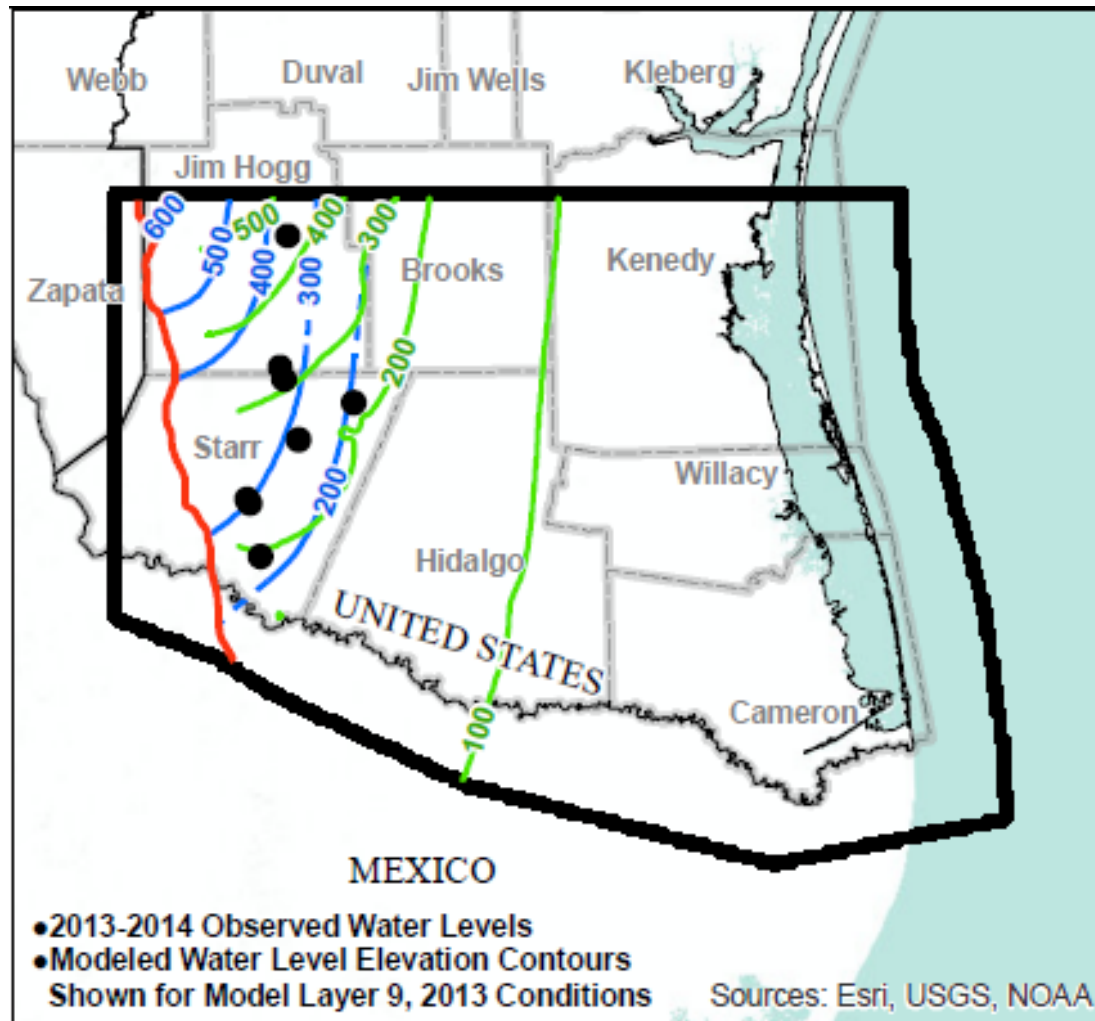 Webb
Duval
Jim Wells
Kleberg
Jim Hogg
600
500
400
300
500
400
300
200
Zapata
Brooks
Kenedy
Starr
200
Willacy
Hidalgo
UNITED STATES
100
Cameron
MEXICO
●2013-2014 Observed Water Levels
●Modeled Water Level Elevation Contours
Shown for Model Layer 9, 2013 Conditions
Sources: Esri, USGS, NOAA